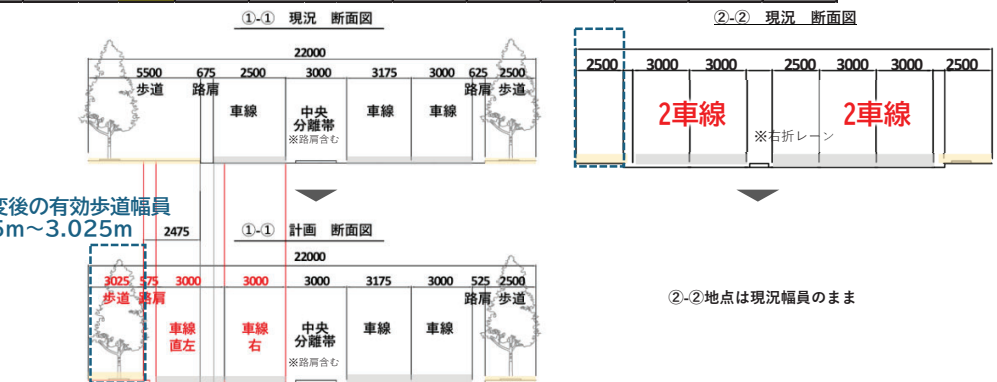 ①-① 現況 断面図
22000
5500 675 2500 3000 3175 3000 625 2500
歩道 路肩 路肩 歩道
車線 中央分離帯 車線 車線
※路肩含む
②-② 現況 断面図
2500 3000 3000 2500 3000 3000 2500
2車線 2車線
※右折レーン
変後の有効歩道幅員
5m～3.025m
2475
①-① 計画 断面図
22000
3025 575 3000 3000 3000 3175 3000 525 2500
歩道 路肩 路肩 歩道
車線直左 車線右 中央分離帯 車線 車線
※路肩含む
②-②地点は現況幅員のまま